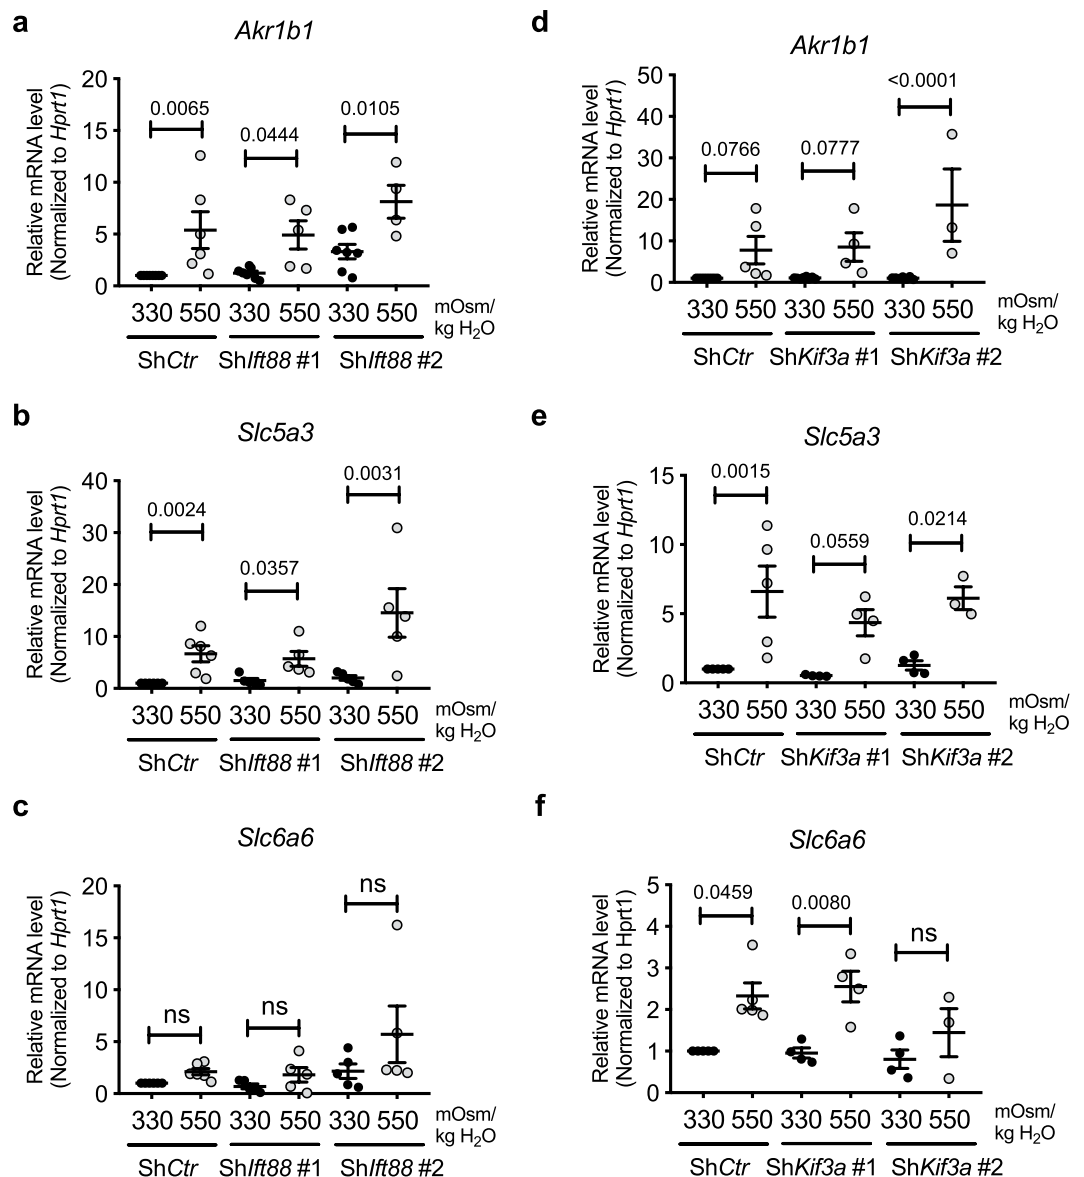 a
Akr1b1
Relative mRNA level
(Normalized to Hprt1)
20
15
10
5
0
0.0065
0.0444
0.0105
330 550 330 550 330 550
mOsm/
kg H2O
ShCtr ShIft88 #1 ShIft88 #2
d
Akr1b1
Relative mRNA level
(Normalized to Hprt1)
50
40
30
20
10
0
0.0766
0.0777
<0.0001
330 550 330 550 330 550
mOsm/
kg H2O
ShCtr ShKif3a #1 ShKif3a #2
b
Slc5a3
Relative mRNA level
(Normalized to Hprt1)
40
30
20
10
0
0.0024
0.0357
0.0031
330 550 330 550 330 550
mOsm/
kg H2O
ShCtr ShIft88 #1 ShIft88 #2
e
Slc5a3
Relative mRNA level
(Normalized to Hprt1)
15
10
5
0
0.0015
0.0559
0.0214
330 550 330 550 330 550
mOsm/
kg H2O
ShCtr ShKif3a #1 ShKif3a #2
c
Slc6a6
Relative mRNA level
(Normalized to Hprt1)
20
15
10
5
0
ns
ns
ns
330 550 330 550 330 550
mOsm/
kg H2O
ShCtr ShIft88 #1 ShIft88 #2
f
Slc6a6
Relative mRNA level
(Normalized to Hprt1)
5
4
3
2
1
0
0.0459
0.0080
ns
330 550 330 550 330 550
mOsm/
kg H2O
ShCtr ShKif3a #1 ShKif3a #2